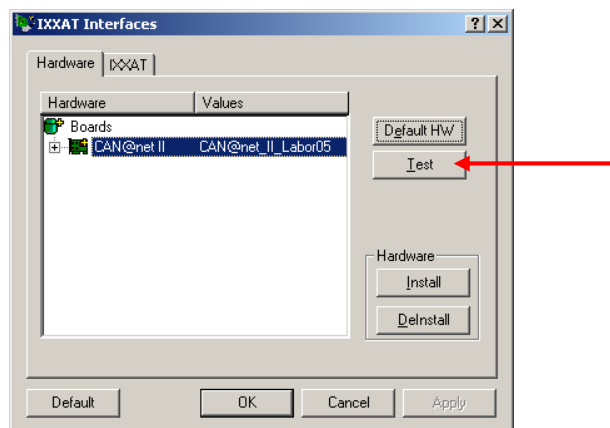 IXXAT Interfaces
Hardware IXXAT
Hardware Values
Boards
CAN@net II CAN@net_II_Labor05
Default HW
Test
Hardware
Install
DeInstall
Default OK Cancel Apply